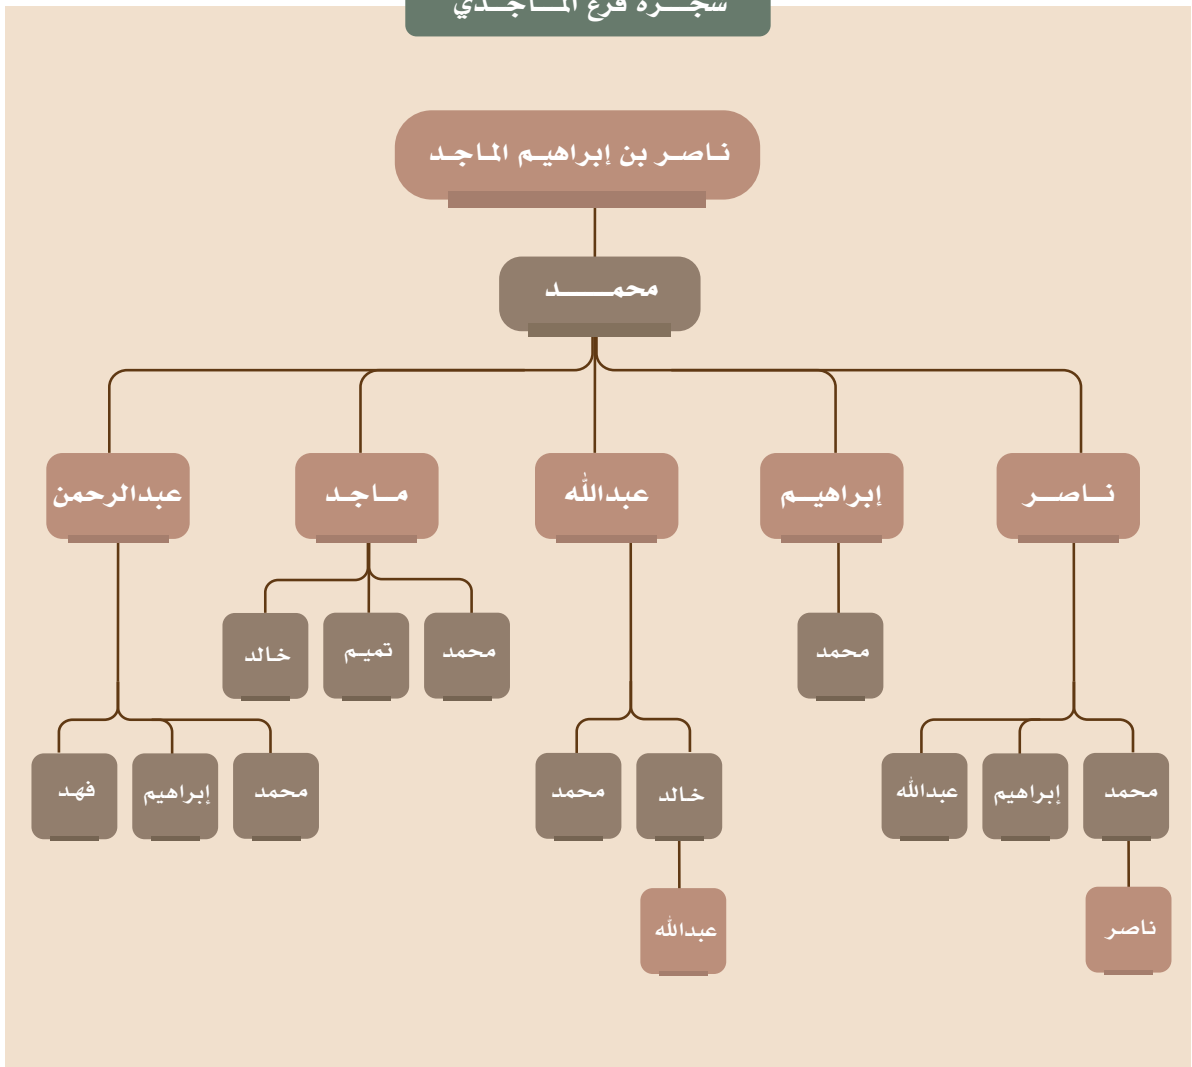 شجرة فرع الماجدي
ناصر بن إبراهيم الماجد
محمد
ناصر
إبراهيم
عبدالله
ماجد
عبدالرحمن
محمد
محمد
تميم
خالد
محمد
إبراهيم
عبدالله
خالد
محمد
محمد
إبراهيم
فهد
ناصر
عبدالله